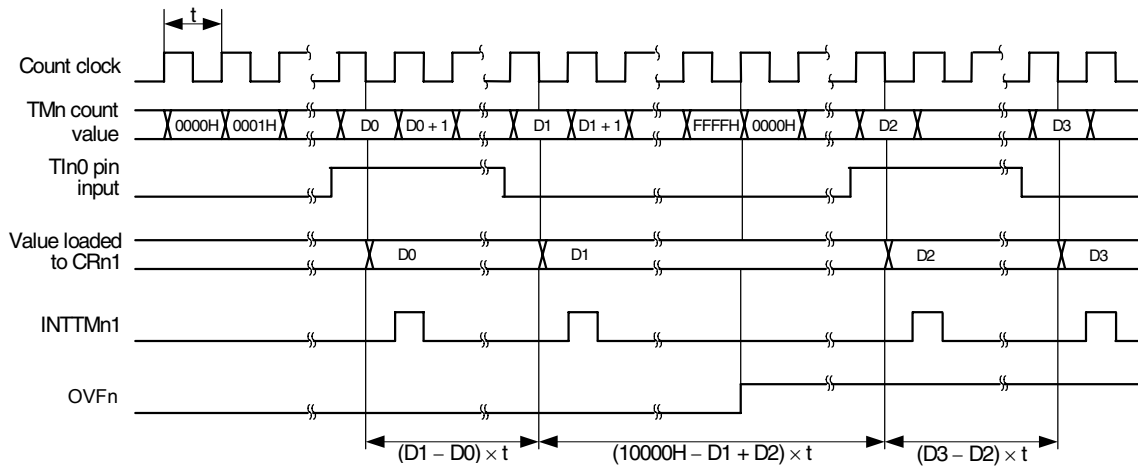 t
Count clock
TMn count
value
0000H 0001H D0 D0 + 1 D1 D1 + 1 FFFFH 0000H D2 D3
TIn0 pin
input
Value loaded
to CRn1
D0 D1 D2 D3
INTTMn1
OVFn
(D1 – D0) × t (10000H – D1 + D2) × t (D3 – D2) × t